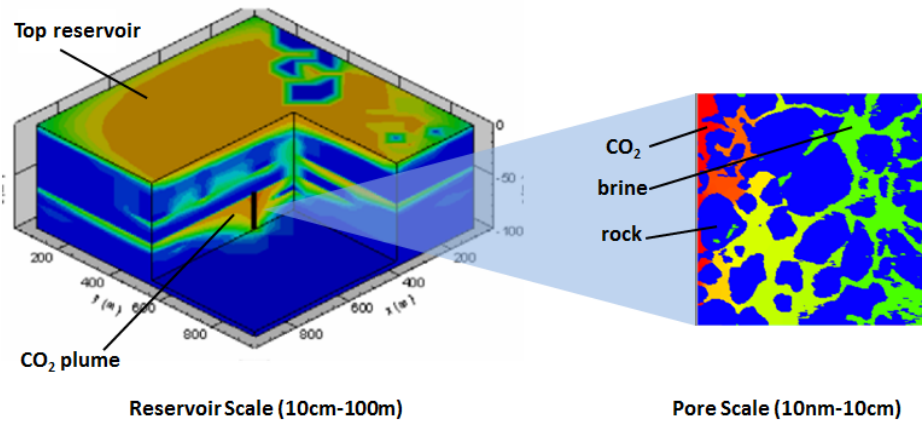 Top reservoir
0
-50
-100
200
400
600
800
y (m)
200
400
600
800
x (m)
CO₂ plume
Reservoir Scale (10cm-100m)
CO₂
brine
rock
Pore Scale (10nm-10cm)